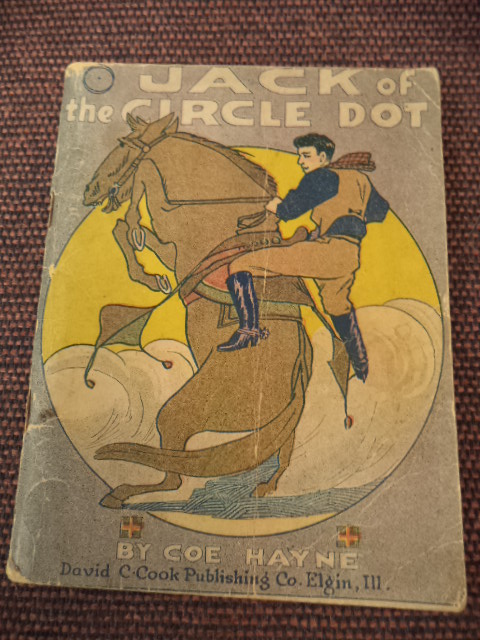 JACK OF
the CIRCLE DOT
BY COE HAYNE
David C. Cook Publishing Co. Elgin, Ill.